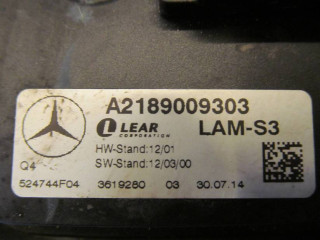 A2189009303
LEAR LAM-S3
CORPORATION
HW-Stand:12/01
Q4 SW-Stand:12/03/00
524744F04 3619280 03 30.07.14